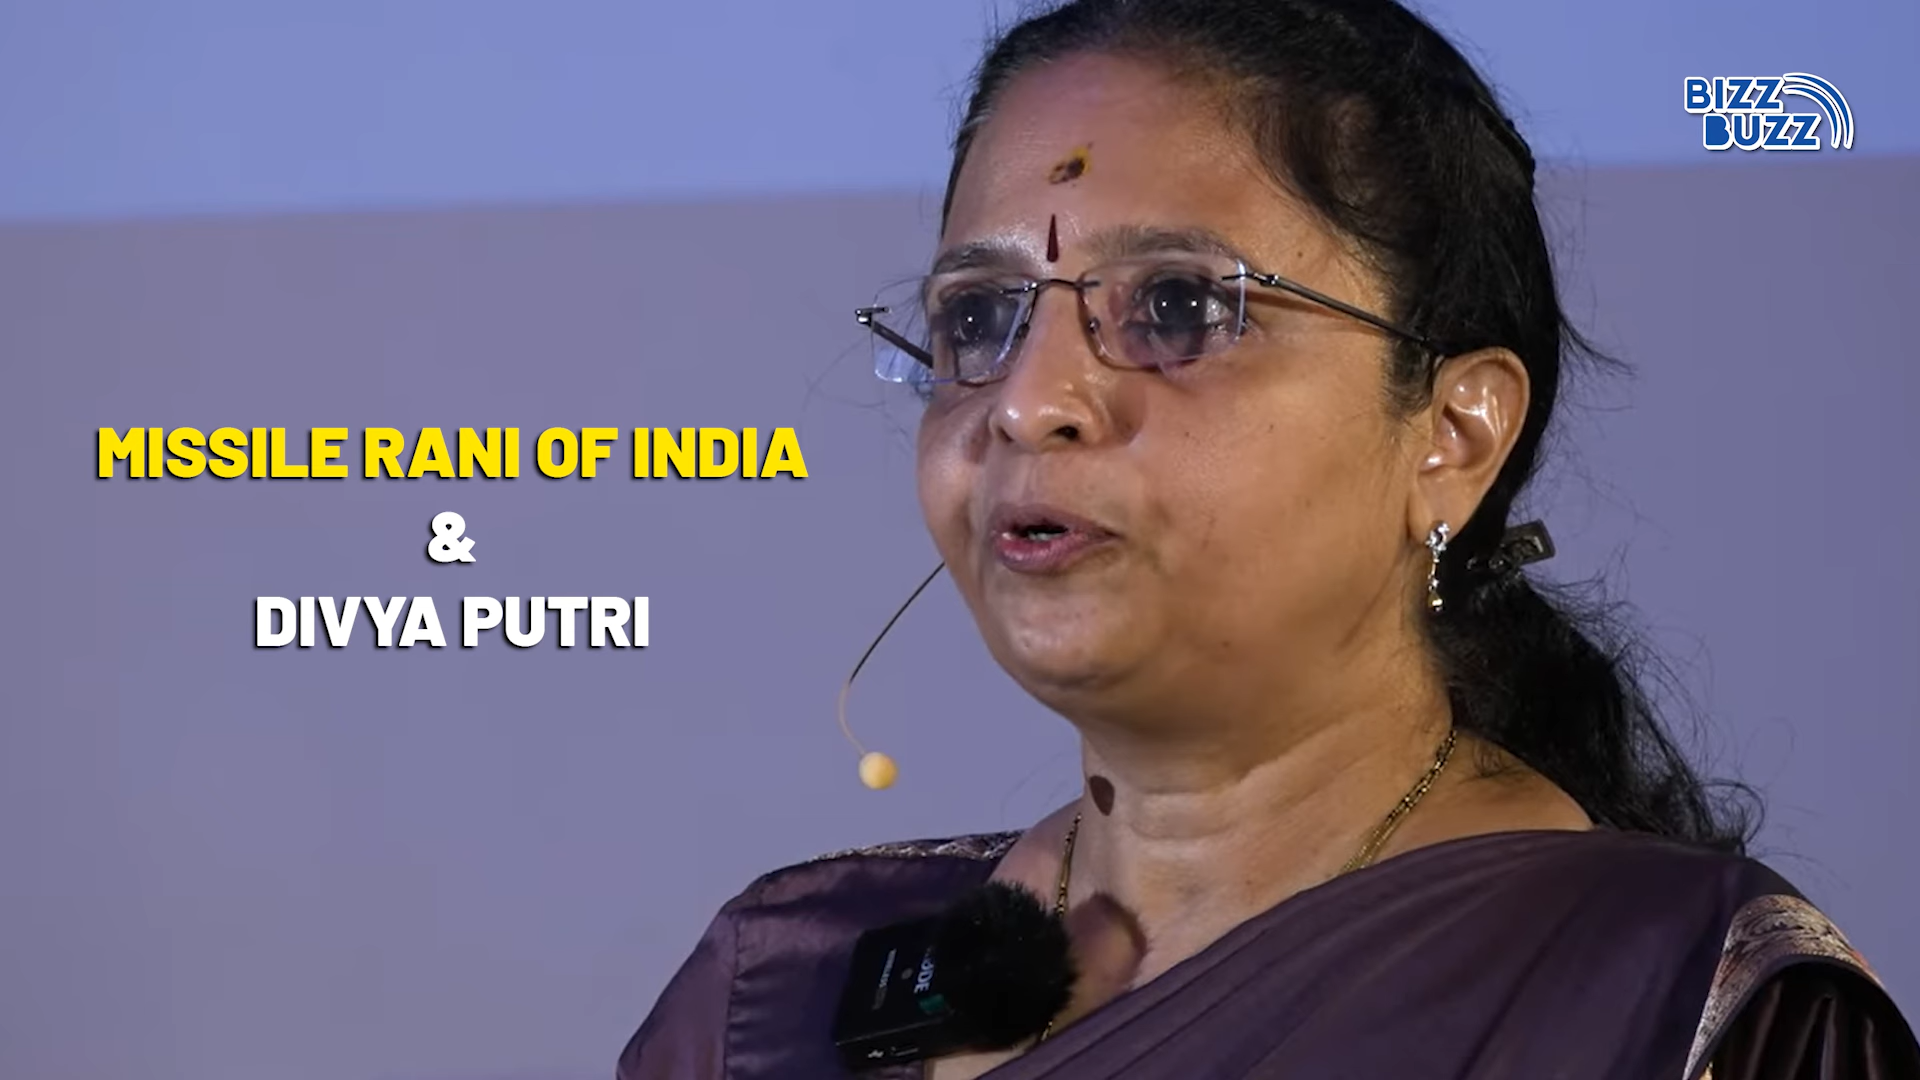 BIZZ
BUZZ
MISSILE RANI OF INDIA
&
DIVYA PUTRI